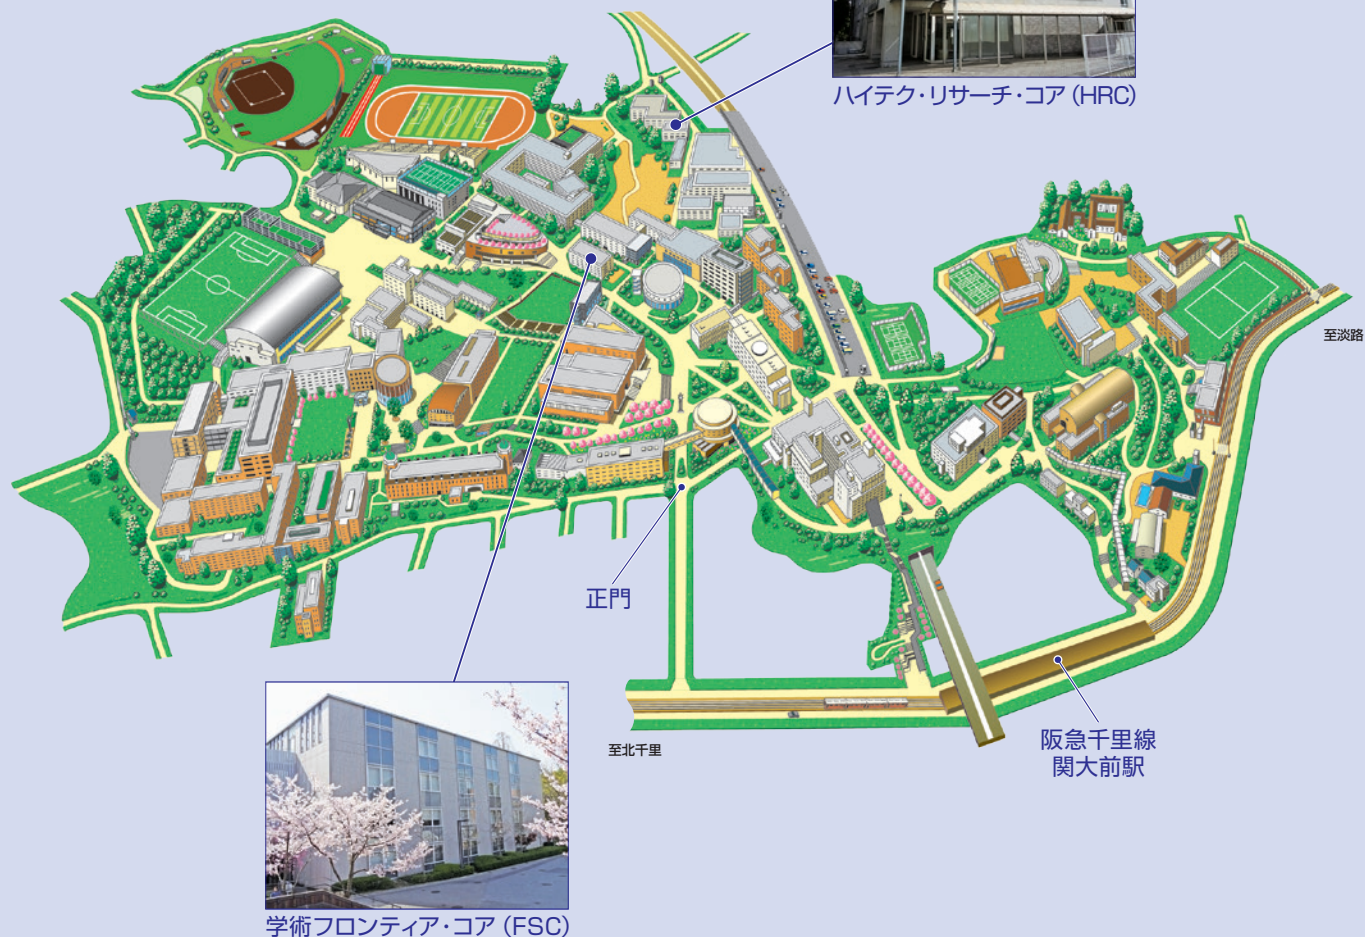 ハイテク・リサーチ・コア (HRC)
至淡路
正門
至北千里
阪急千里線
関大前駅
学術フロンティア・コア (FSC)